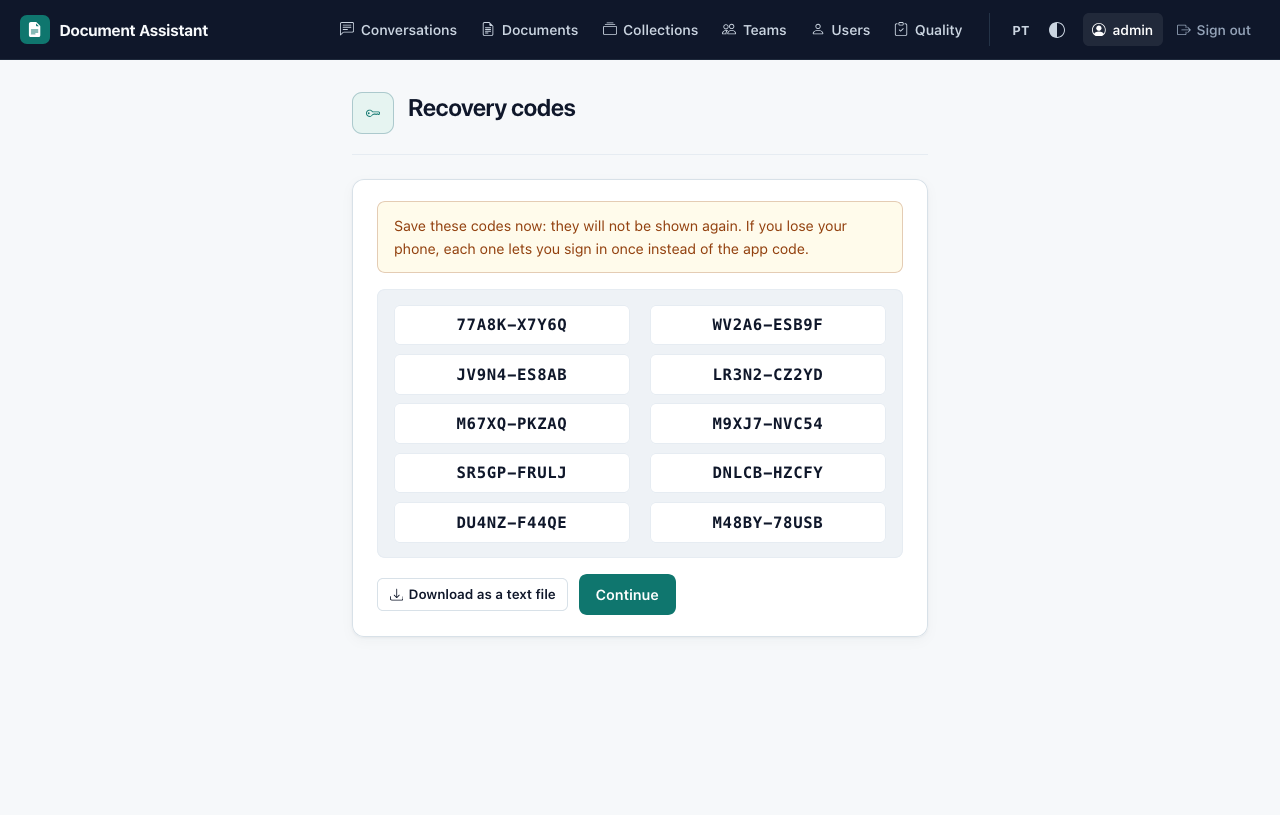 Document Assistant
Conversations
Documents
Collections
Teams
Users
Quality
PT
admin
Sign out
Recovery codes
Save these codes now: they will not be shown again. If you lose your
phone, each one lets you sign in once instead of the app code.
77A8K-X7Y6Q
WV2A6-ESB9F
JV9N4-ES8AB
LR3N2-CZ2YD
M67XQ-PKZAQ
M9XJ7-NVC54
SR5GP-FRULJ
DNLCB-HZCFY
DU4NZ-F44QE
M48BY-78USB
Download as a text file
Continue